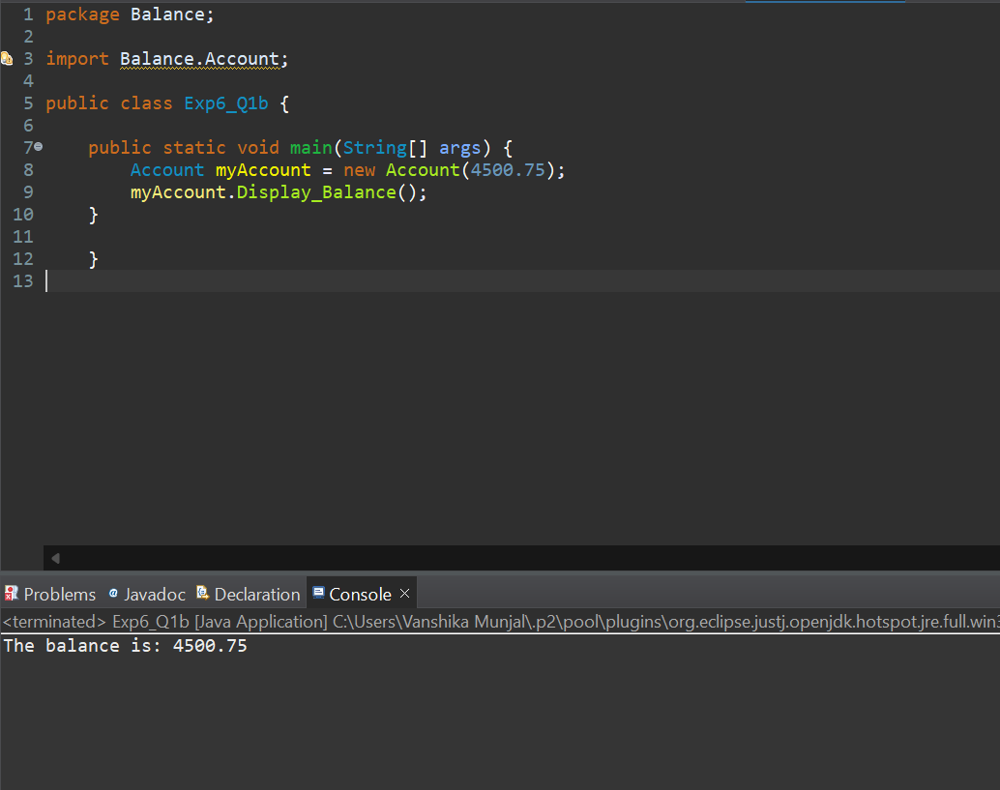 1 package Balance;
2
3 import Balance.Account;
4
5 public class Exp6_Q1b {
6
7 public static void main(String[] args) {
8 Account myAccount = new Account(4500.75);
9 myAccount.Display_Balance();
10 }
11
12 }
13
Problems @ Javadoc Declaration Console
<terminated> Exp6_Q1b [Java Application] C:\Users\Vanshika Munjal\.p2\pool\plugins\org.eclipse.justj.openjdk.hotspot.jre.full.win3
The balance is: 4500.75